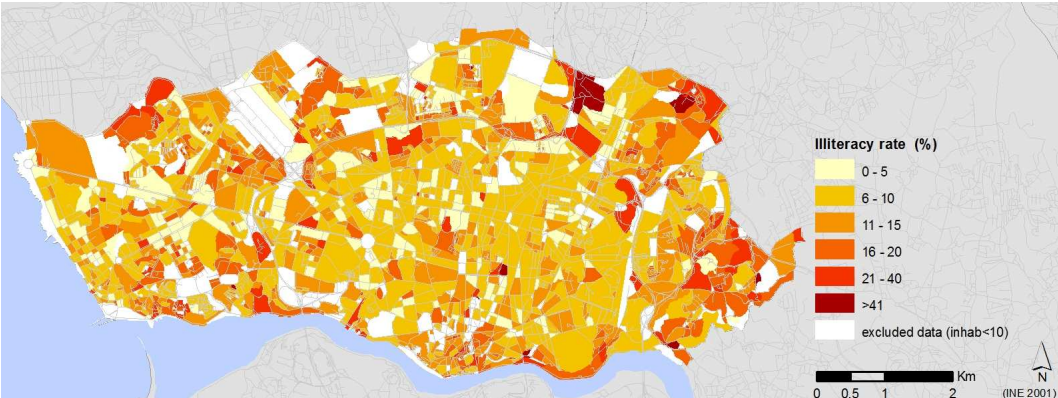 Illiteracy rate (%)
0 - 5
6 - 10
11 - 15
16 - 20
21 - 40
>41
excluded data (inhab<10)
Km
0 0.5 1 2
N
(INE 2001)